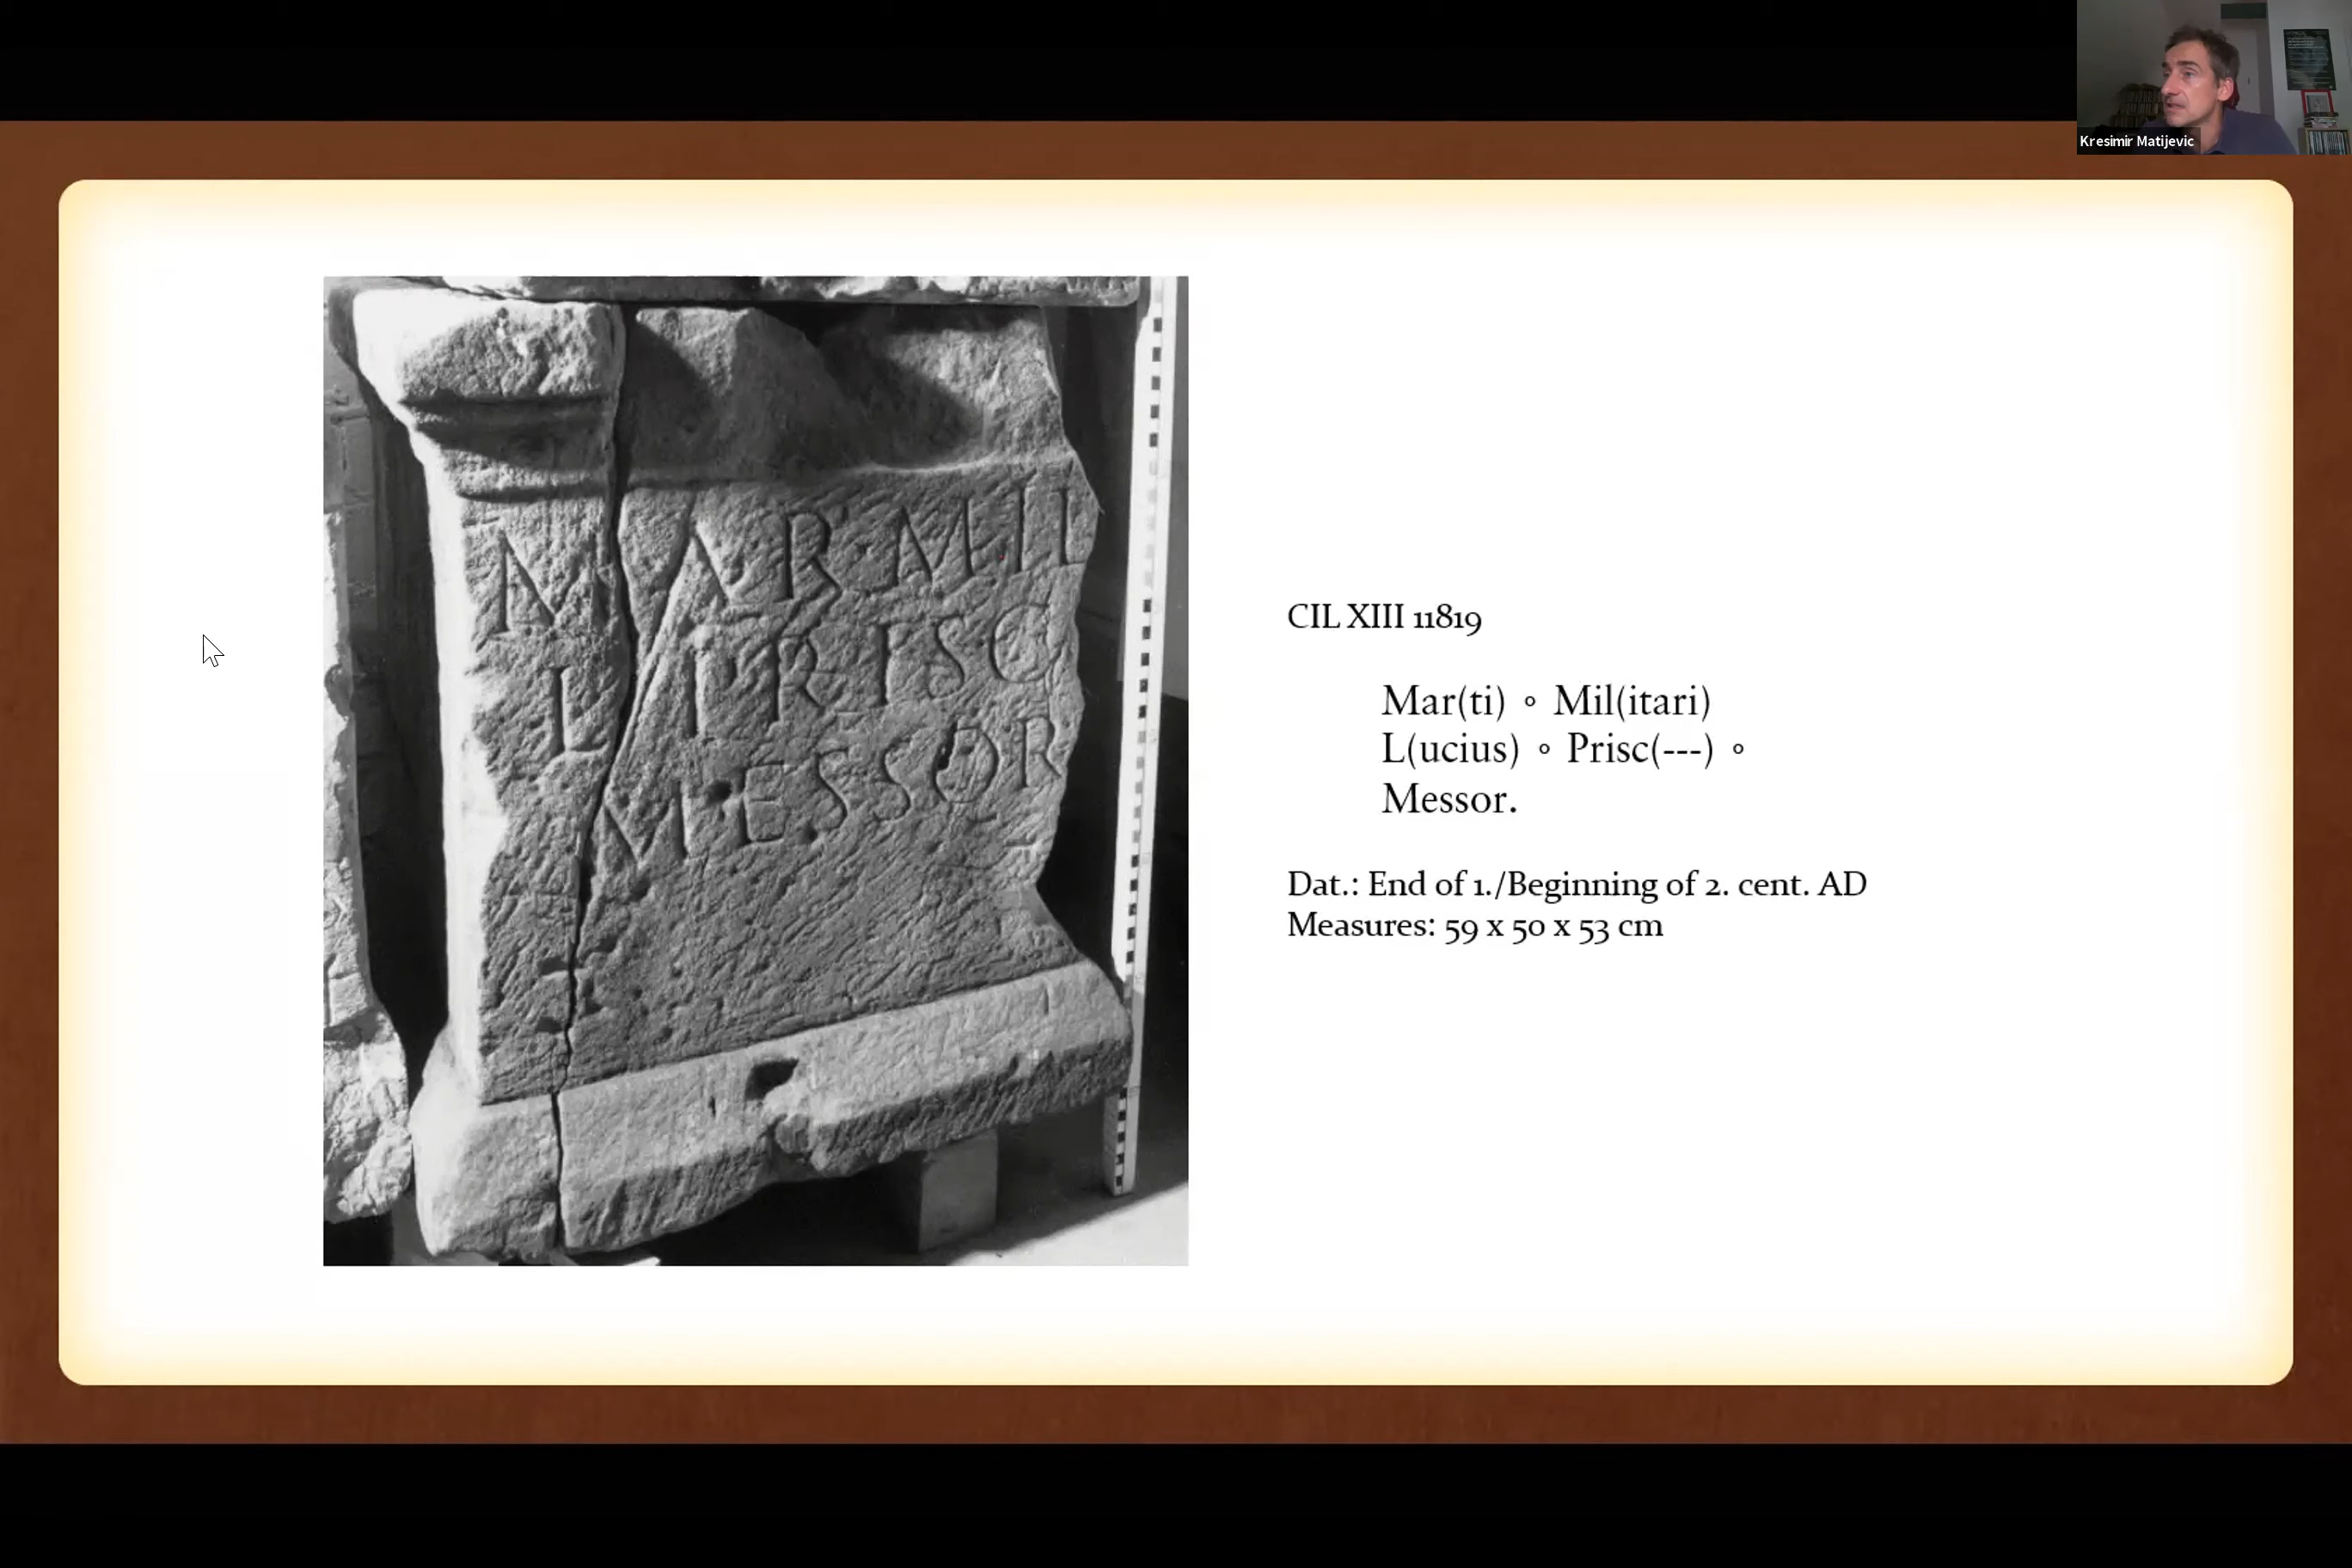 Kresimir Matijevic
MAR·MIL
L PRISC
MESSOR
CIL XIII 11819
Mar(ti) ∘ Mil(itari)
L(ucius) ∘ Prisc(---) ∘
Messor.
Dat.: End of 1./Beginning of 2. cent. AD
Measures: 59 x 50 x 53 cm